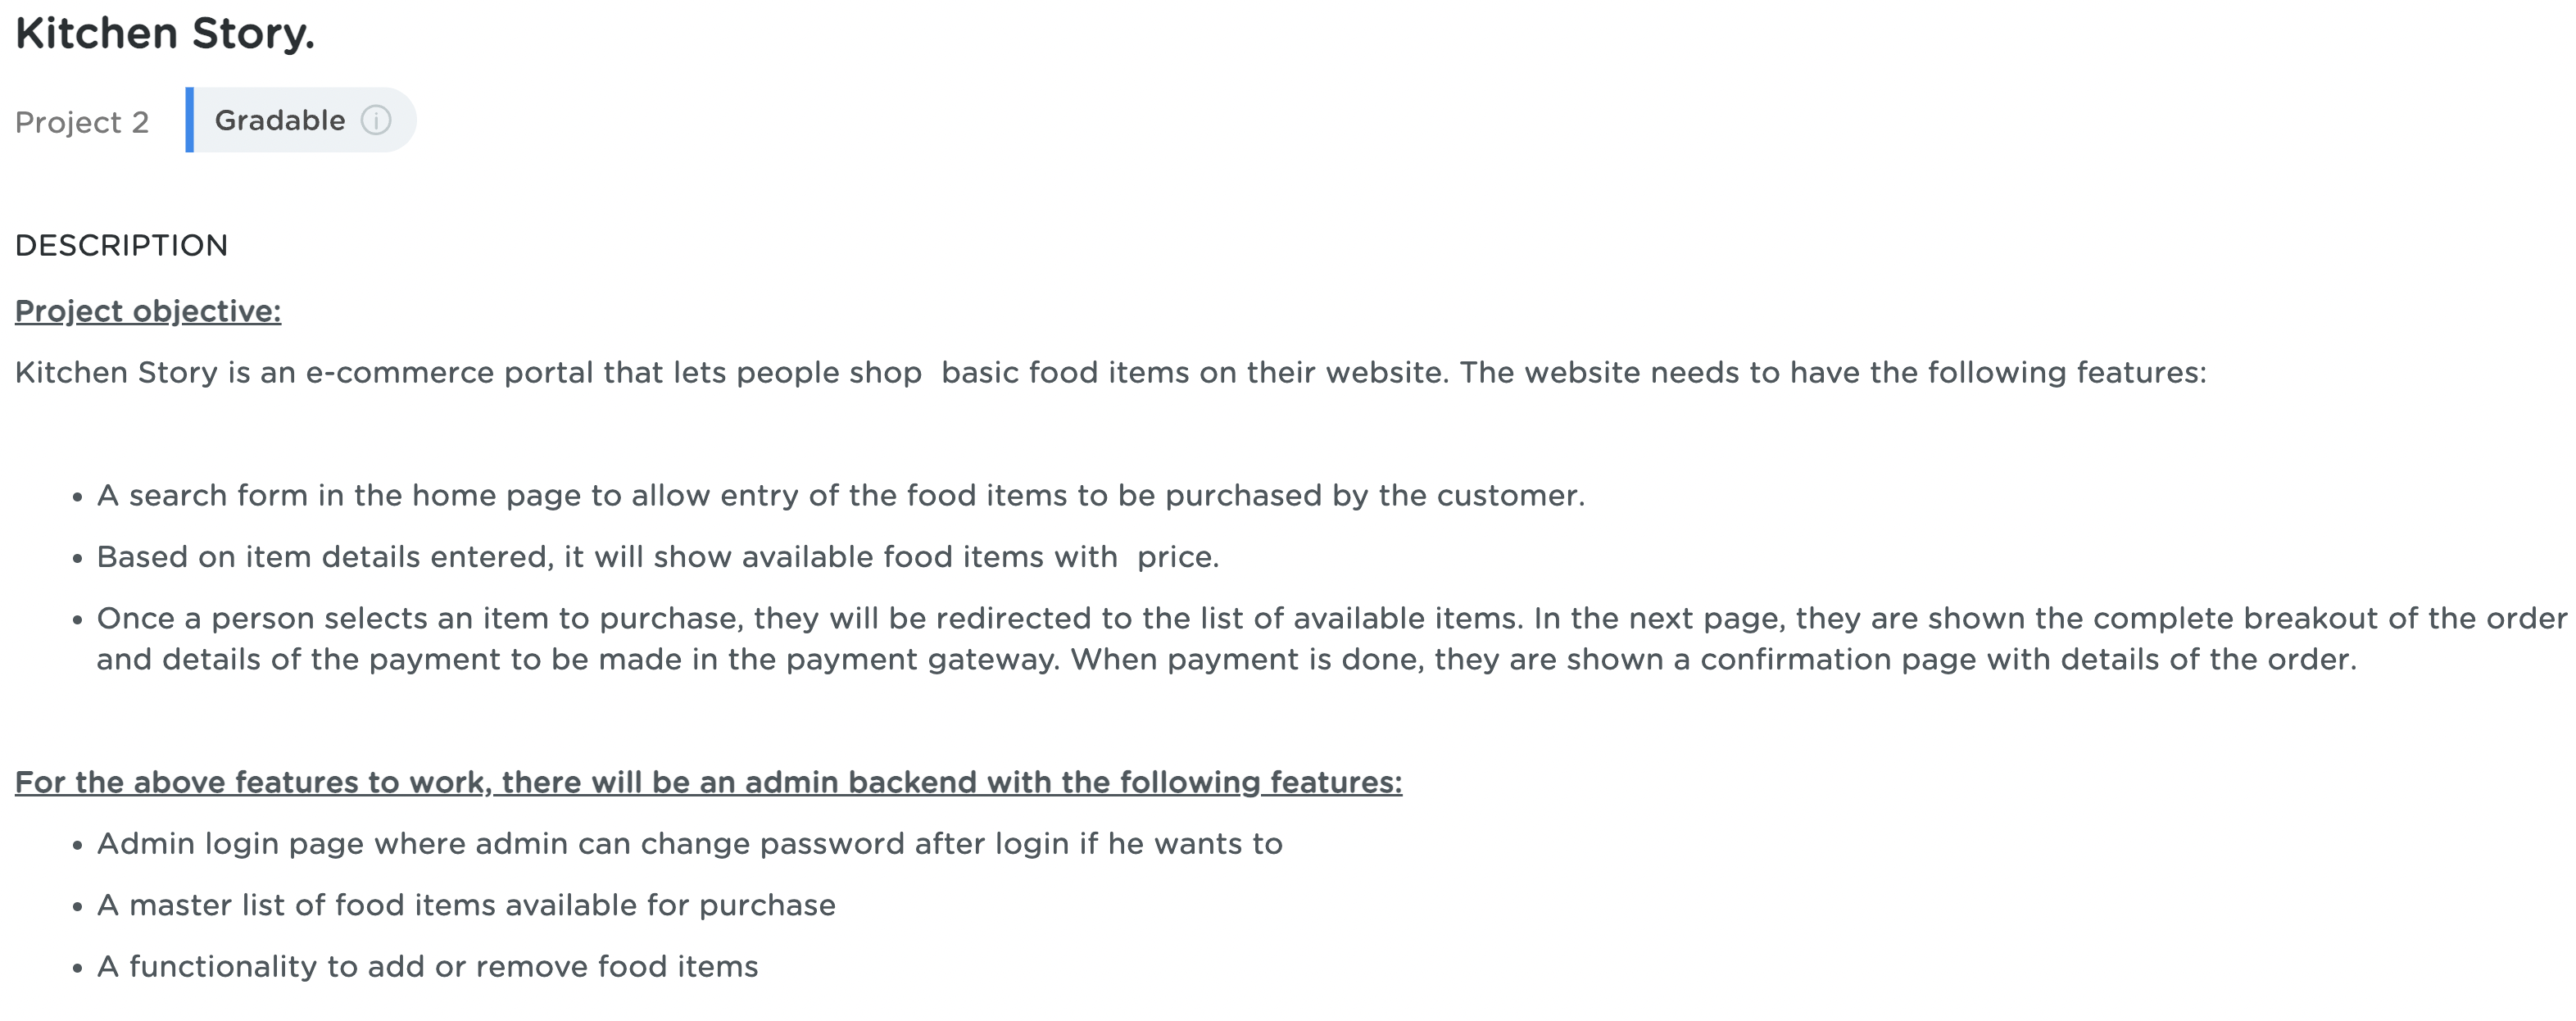 Kitchen Story.
Project 2 Gradable
DESCRIPTION
Project objective:
Kitchen Story is an e-commerce portal that lets people shop  basic food items on their website. The website needs to have the following features:
• A search form in the home page to allow entry of the food items to be purchased by the customer.
• Based on item details entered, it will show available food items with  price.
• Once a person selects an item to purchase, they will be redirected to the list of available items. In the next page, they are shown the complete breakout of the order
and details of the payment to be made in the payment gateway. When payment is done, they are shown a confirmation page with details of the order.
For the above features to work, there will be an admin backend with the following features:
• Admin login page where admin can change password after login if he wants to
• A master list of food items available for purchase
• A functionality to add or remove food items